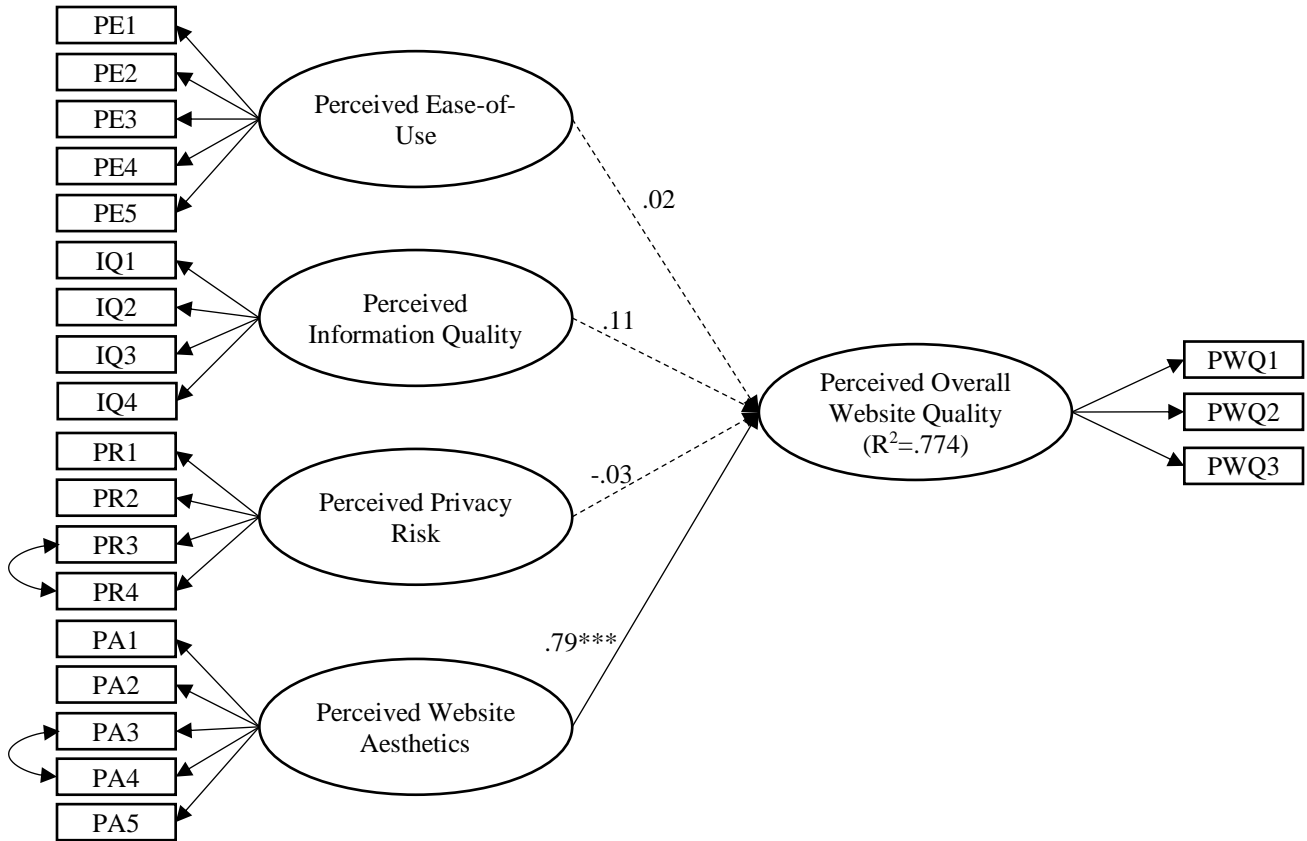 PE1
PE2
PE3
PE4
PE5
IQ1
IQ2
IQ3
IQ4
PR1
PR2
PR3
PR4
PA1
PA2
PA3
PA4
PA5
Perceived Ease-of-
Use
Perceived
Information Quality
Perceived Privacy
Risk
Perceived Website
Aesthetics
.02
.11
-.03
.79***
Perceived Overall
Website Quality
(R²=.774)
PWQ1
PWQ2
PWQ3